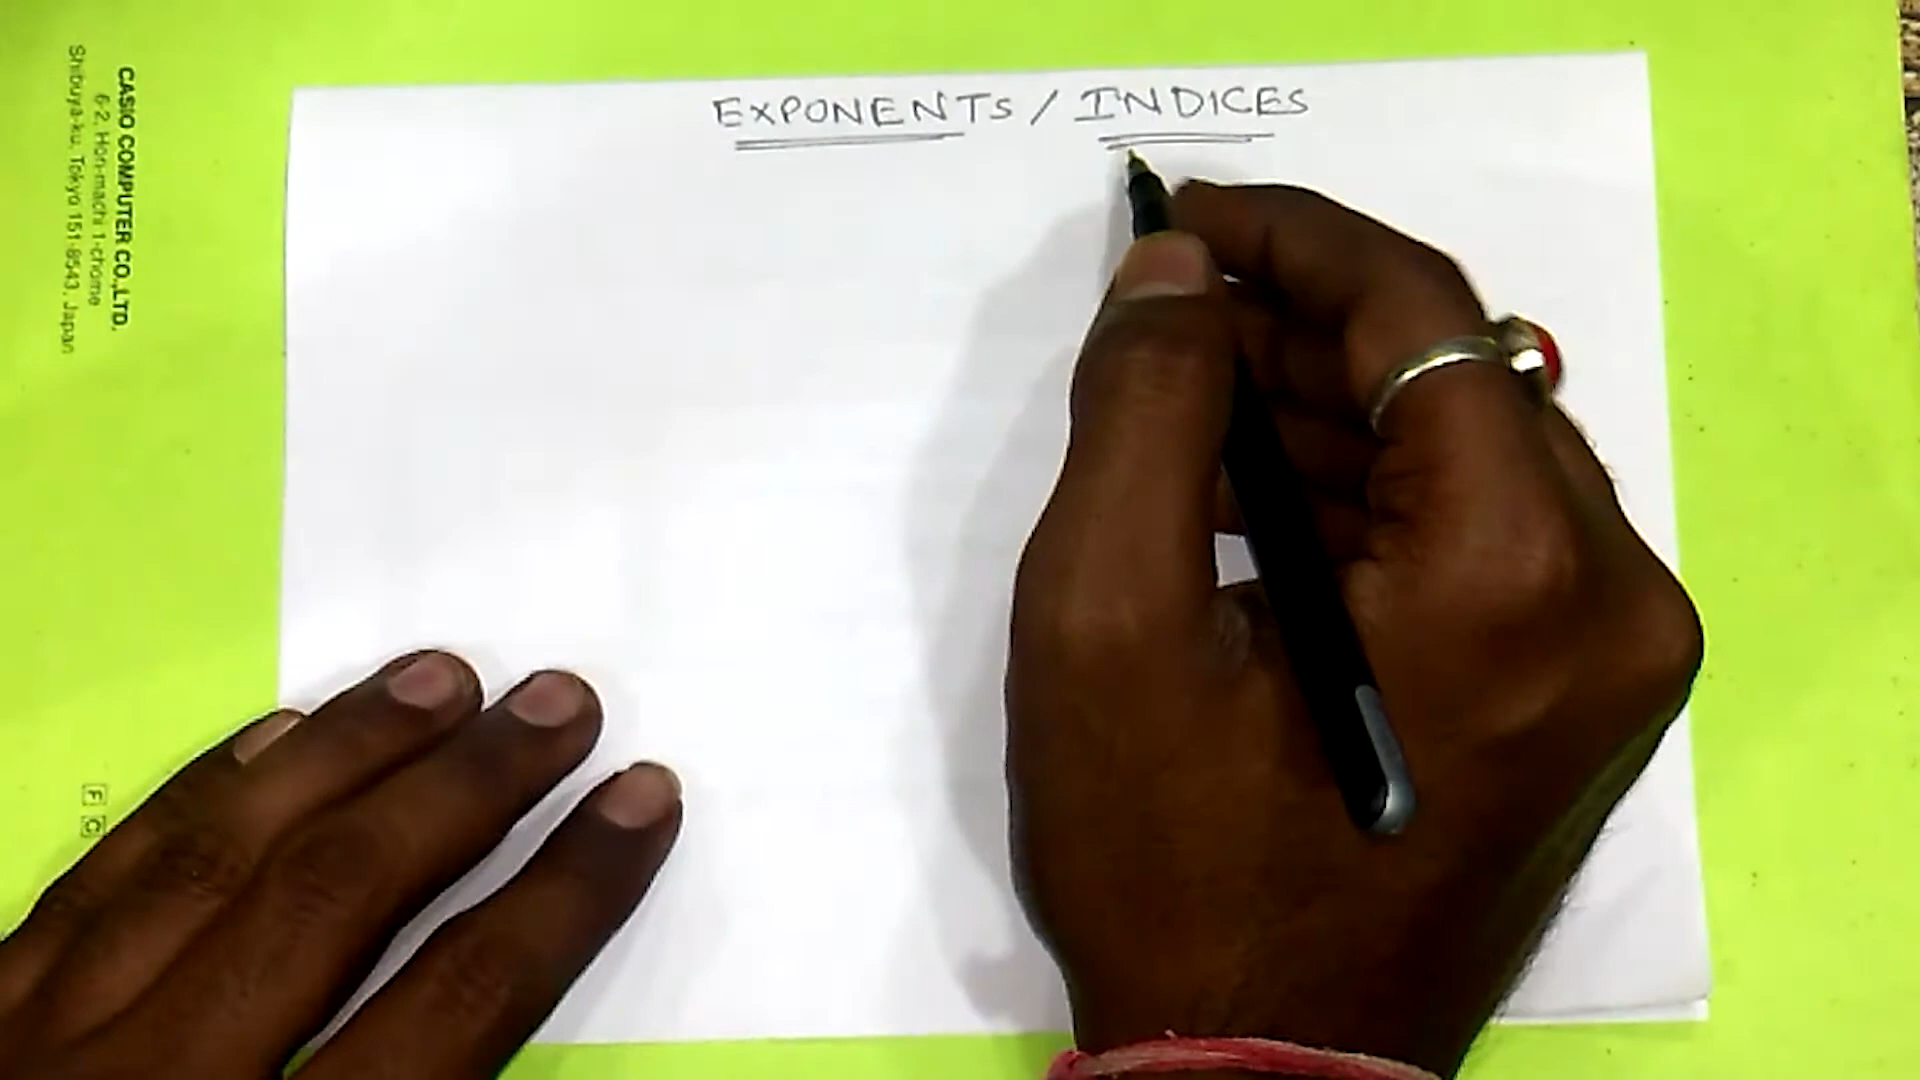 EXPONENTS / INDICES
CASIO COMPUTER CO.,LTD.
6-2, Hon-machi 1-chome
Shibuya-ku, Tokyo 151-8543, Japan
F C